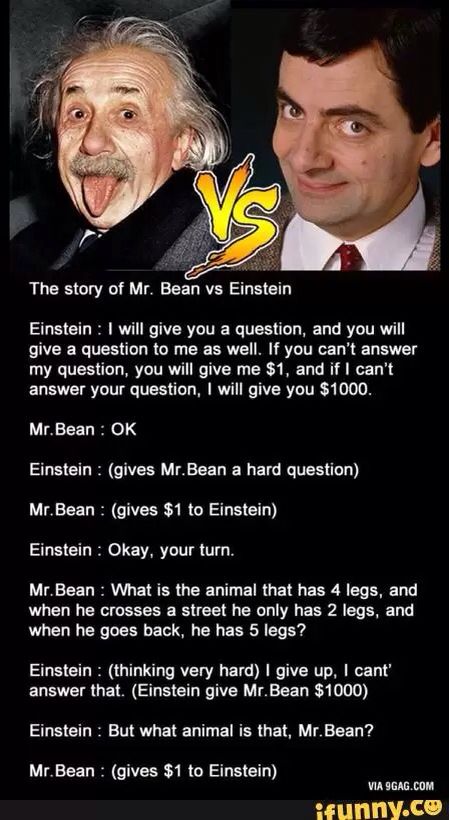 VS
The story of Mr. Bean vs Einstein
Einstein : I will give you a question, and you will
give a question to me as well. If you can't answer
my question, you will give me $1, and if I can't
answer your question, I will give you $1000.
Mr.Bean : OK
Einstein : (gives Mr.Bean a hard question)
Mr.Bean : (gives $1 to Einstein)
Einstein : Okay, your turn.
Mr.Bean : What is the animal that has 4 legs, and
when he crosses a street he only has 2 legs, and
when he goes back, he has 5 legs?
Einstein : (thinking very hard) I give up, I cant'
answer that. (Einstein give Mr.Bean $1000)
Einstein : But what animal is that, Mr.Bean?
Mr.Bean : (gives $1 to Einstein)
VIA 9GAG.COM
ifunny.co